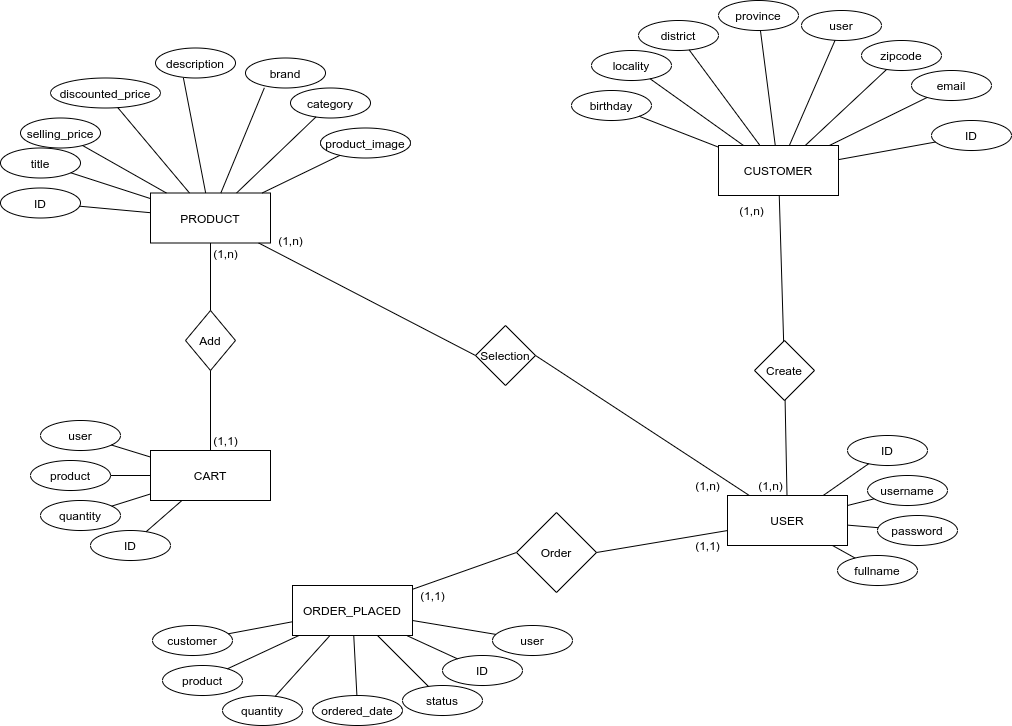 province
user
district
description
zipcode
locality
brand
email
discounted_price
category
birthday
selling_price
ID
product_image
title
CUSTOMER
ID
PRODUCT
(1,n)
(1,n)
(1,n)
Add
Selection
Create
user
(1,1)
ID
product
CART
(1,n)
(1,n)
username
quantity
USER
password
ID
Order
(1,1)
fullname
(1,1)
ORDER_PLACED
customer
user
ID
product
status
quantity
ordered_date